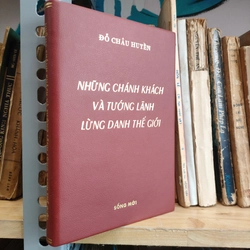 ĐỖ CHÂU HUYỀN
NHỮNG CHÁNH KHÁCH
VÀ TƯỚNG LÃNH
LỪNG DANH THẾ GIỚI
SỐNG MỚI